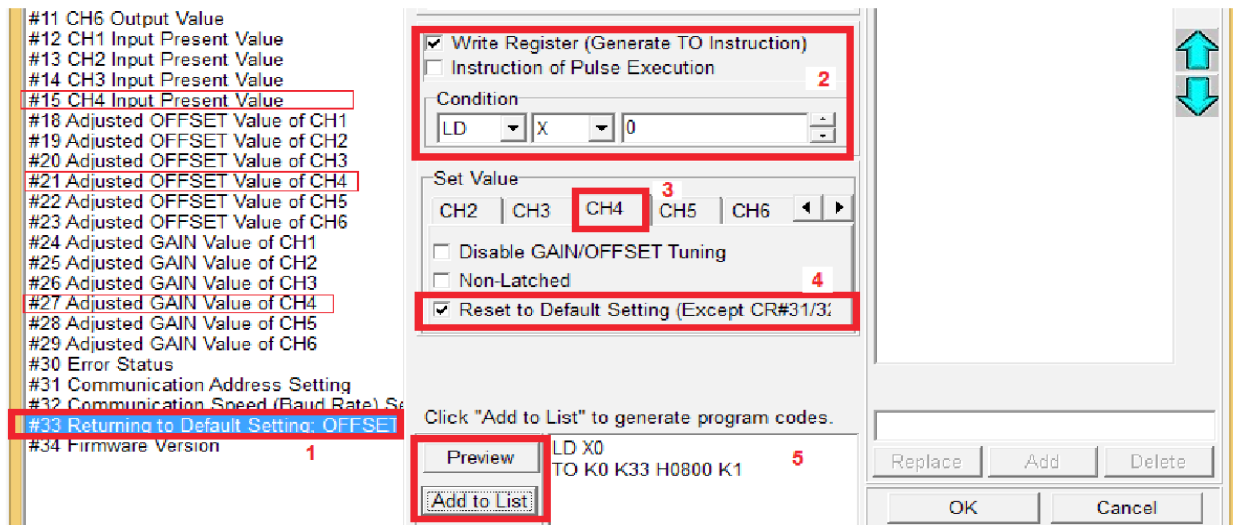 #11 CH6 Output Value
#12 CH1 Input Present Value
#13 CH2 Input Present Value
#14 CH3 Input Present Value
#15 CH4 Input Present Value
#18 Adjusted OFFSET Value of CH1
#19 Adjusted OFFSET Value of CH2
#20 Adjusted OFFSET Value of CH3
#21 Adjusted OFFSET Value of CH4
#22 Adjusted OFFSET Value of CH5
#23 Adjusted OFFSET Value of CH6
#24 Adjusted GAIN Value of CH1
#25 Adjusted GAIN Value of CH2
#26 Adjusted GAIN Value of CH3
#27 Adjusted GAIN Value of CH4
#28 Adjusted GAIN Value of CH5
#29 Adjusted GAIN Value of CH6
#30 Error Status
#31 Communication Address Setting
#32 Communication Speed (Baud Rate) Se
#33 Returning to Default Setting: OFFSET
#34 Firmware Version
1
Write Register (Generate TO Instruction)
Instruction of Pulse Execution
2
Condition
LD X 0
Set Value
3
CH2 CH3 CH4 CH5 CH6
Disable GAIN/OFFSET Tuning
Non-Latched
4
Reset to Default Setting (Except CR#31/32
Click "Add to List" to generate program codes.
Preview
Add to List
LD X0
TO K0 K33 H0800 K1
5
Replace Add Delete
OK Cancel